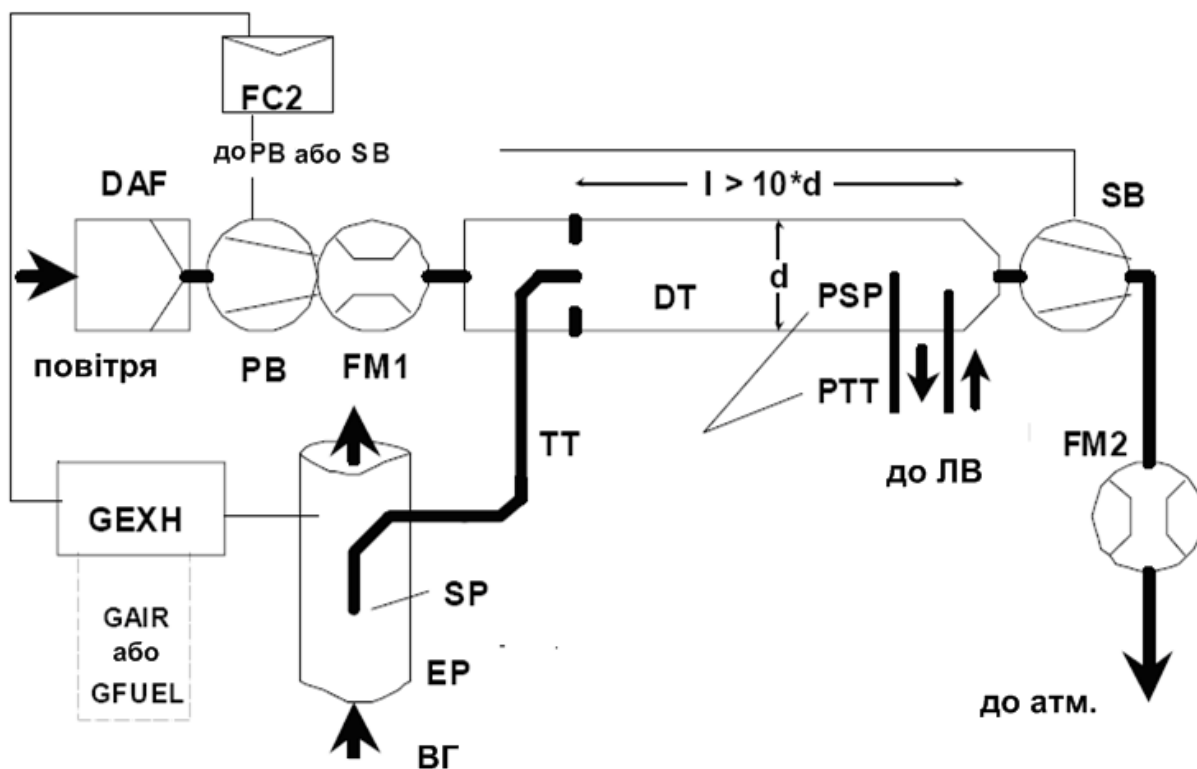 FC2
до PB або SB
DAF
l > 10*d
SB
d
PSP
DT
повітря
PB
FM1
PTT
TT
FM2
до ЛВ
GEXH
SP
GAIR
або
GFUEL
EP
до атм.
ВГ